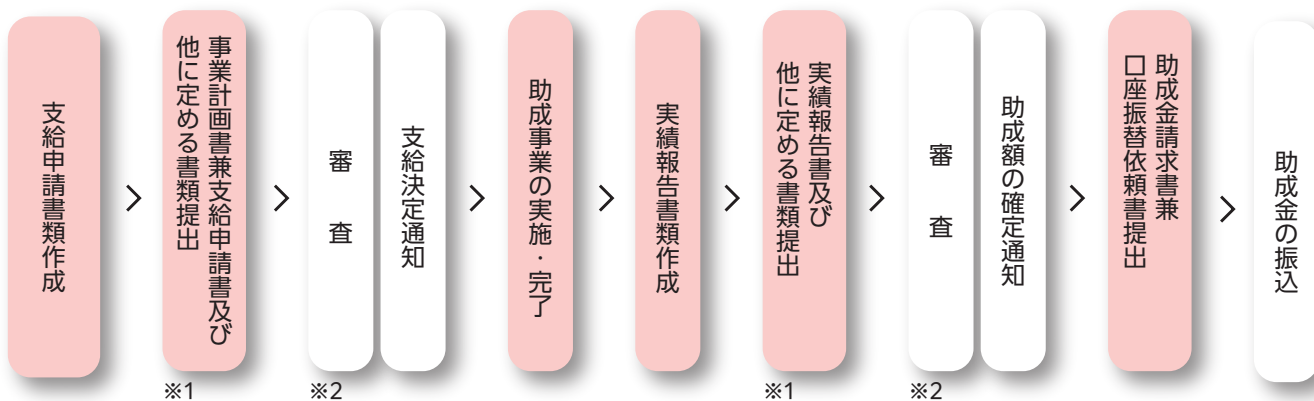 支給申請書類作成
>
事業計画書兼支給申請書及び
他に定める書類提出
※1
>
審査
※2
支給決定通知
>
助成事業の実施・完了
>
実績報告書類作成
>
実績報告書及び
他に定める書類提出
※1
>
審査
※2
助成額の確定通知
>
助成金請求書兼
口座振替依頼書提出
>
助成金の振込